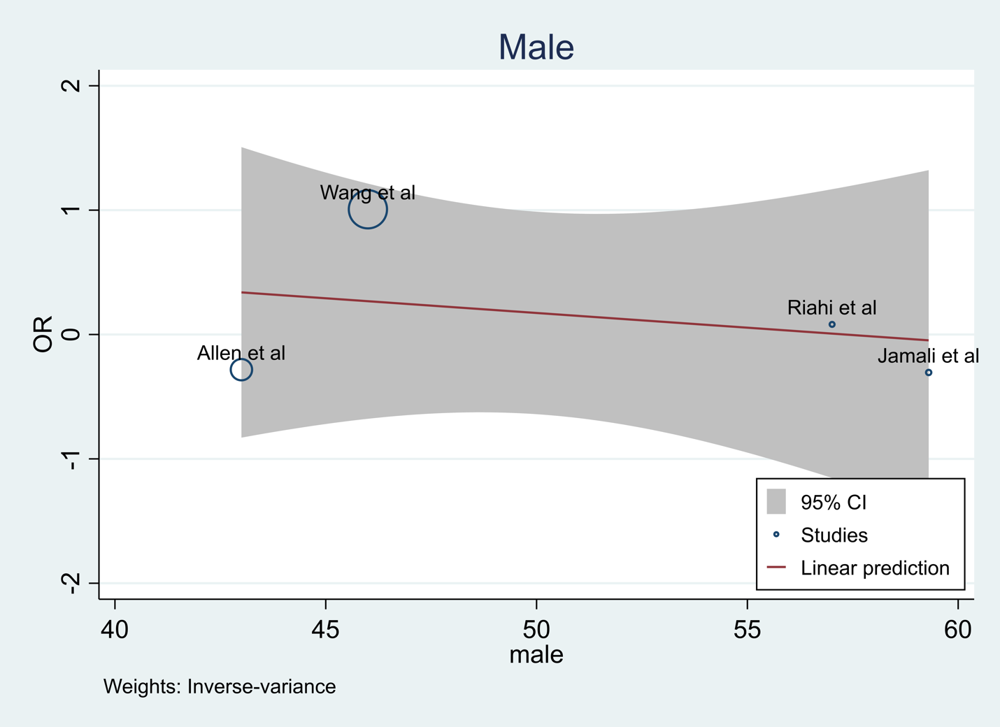 Male
OR
2
1
0
-1
-2
Wang et al
Allen et al
Riahi et al
Jamali et al
95% CI
Studies
Linear prediction
40 45 50 55 60
male
Weights: Inverse-variance